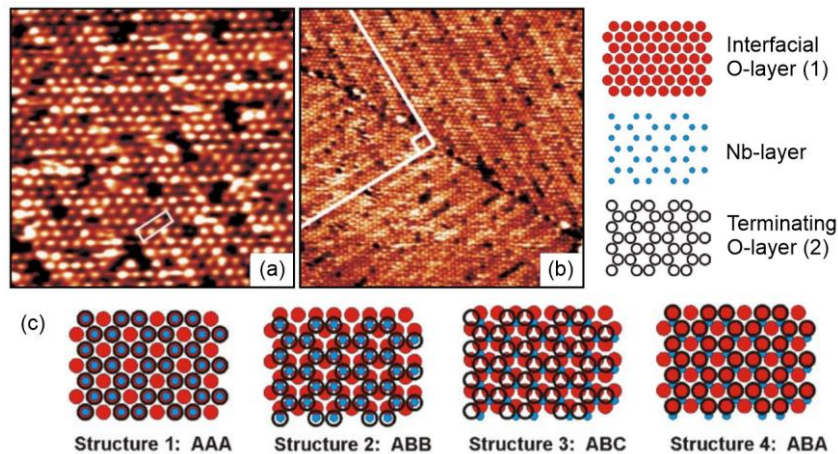 (a)
(b)
Interfacial
O-layer (1)
Nb-layer
Terminating
O-layer (2)
(c)
Structure 1: AAA
Structure 2: ABB
Structure 3: ABC
Structure 4: ABA